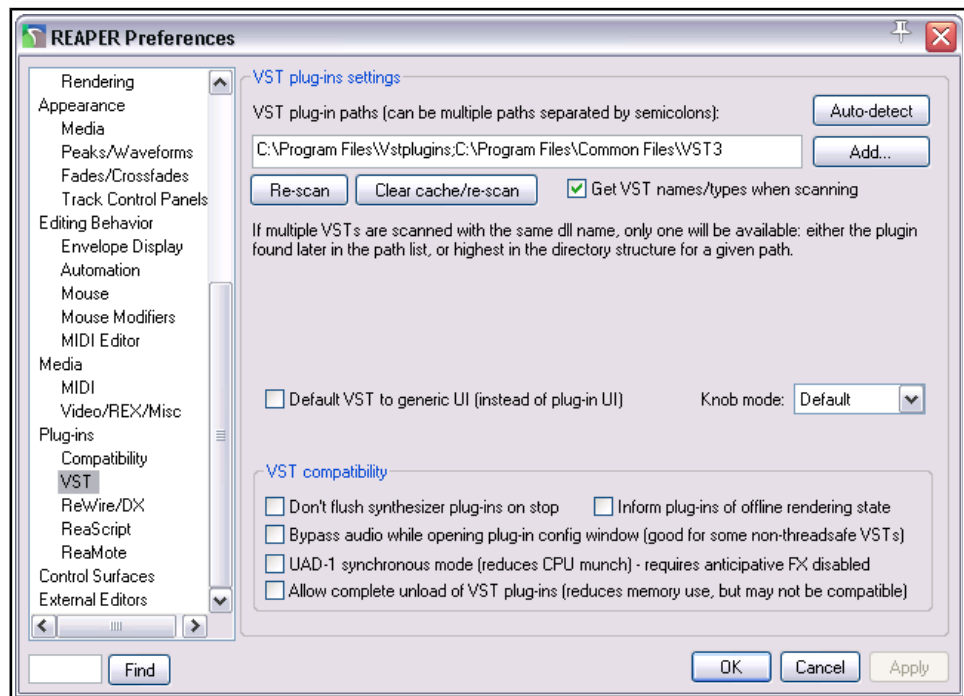 REAPER Preferences
Rendering
Appearance
Media
Peaks/Waveforms
Fades/Crossfades
Track Control Panels
Editing Behavior
Envelope Display
Automation
Mouse
Mouse Modifiers
MIDI Editor
Media
MIDI
Video/REX/Misc
Plug-ins
Compatibility
VST
ReWire/DX
ReaScript
ReaMote
Control Surfaces
External Editors
Find
VST plug-ins settings
VST plug-in paths (can be multiple paths separated by semicolons):
Auto-detect
C:\Program Files\Vstplugins;C:\Program Files\Common Files\VST3
Add...
Re-scan
Clear cache/re-scan
Get VST names/types when scanning
If multiple VSTs are scanned with the same dll name, only one will be available: either the plugin
found later in the path list, or highest in the directory structure for a given path.
Default VST to generic UI (instead of plug-in UI)
Knob mode: Default
VST compatibility
Don't flush synthesizer plug-ins on stop
Inform plug-ins of offline rendering state
Bypass audio while opening plug-in config window (good for some non-threadsafe VSTs)
UAD-1 synchronous mode (reduces CPU munch) - requires anticipative FX disabled
Allow complete unload of VST plug-ins (reduces memory use, but may not be compatible)
OK
Cancel
Apply